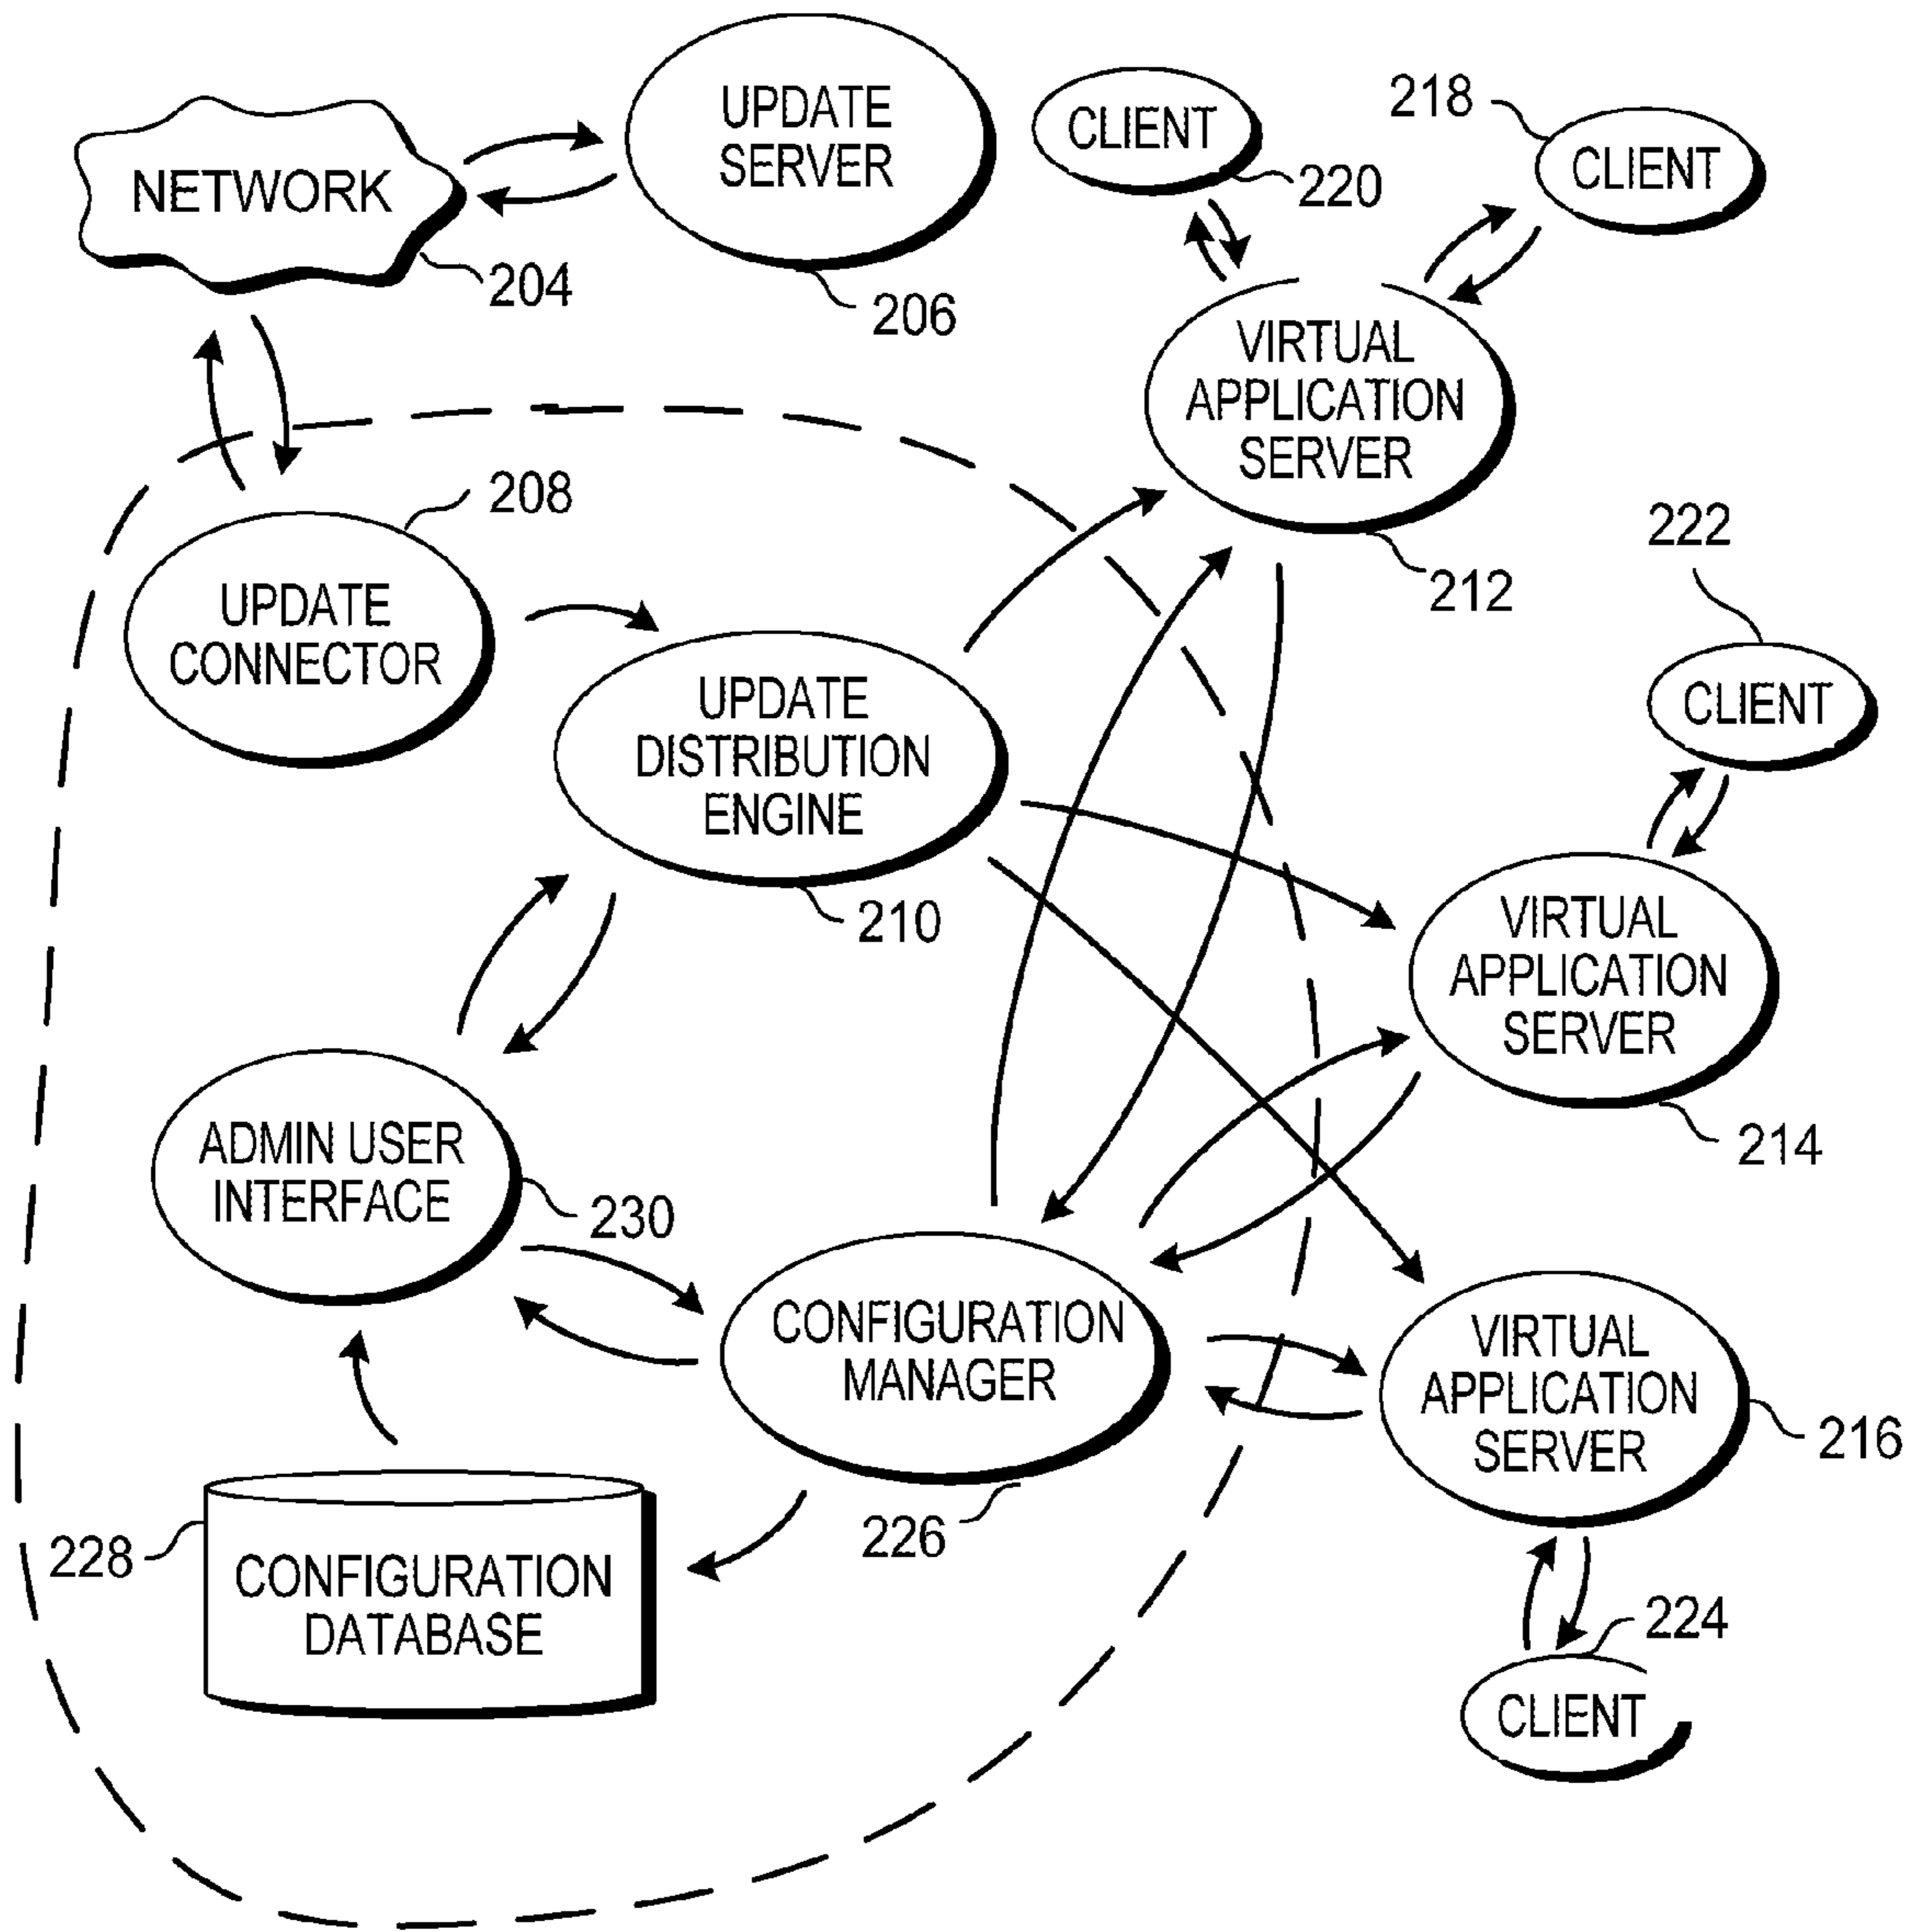 UPDATE
SERVER
206
NETWORK
204
CLIENT
220
218
CLIENT
VIRTUAL
APPLICATION
SERVER
212
208
UPDATE
CONNECTOR
UPDATE
DISTRIBUTION
ENGINE
210
222
CLIENT
VIRTUAL
APPLICATION
SERVER
214
ADMIN USER
INTERFACE
230
CONFIGURATION
MANAGER
226
VIRTUAL
APPLICATION
SERVER
216
228
CONFIGURATION
DATABASE
224
CLIENT